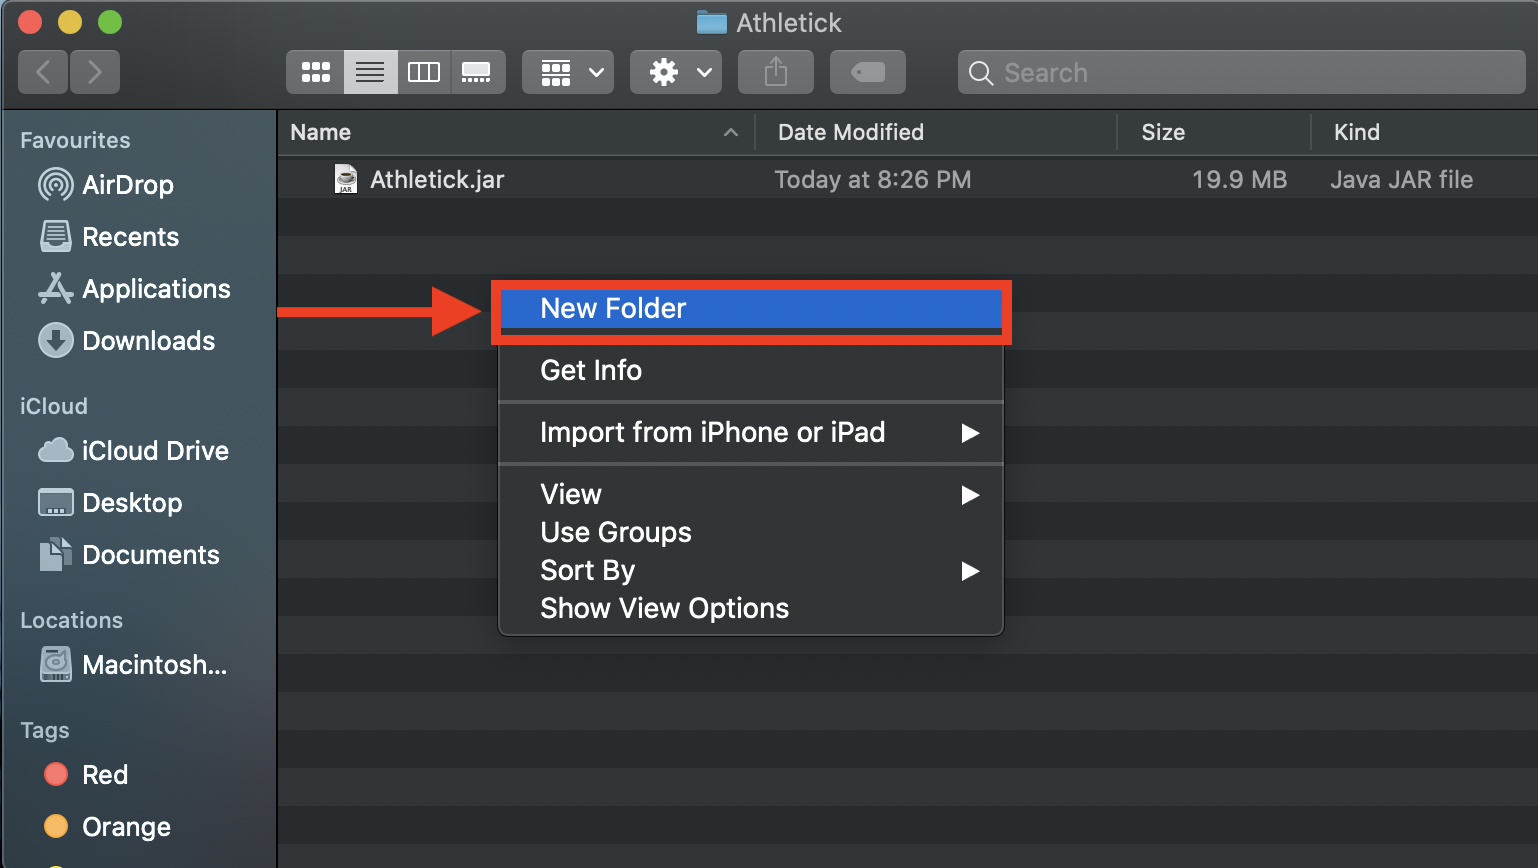 Athletick
Search
Favourites
AirDrop
Recents
Applications
Downloads
iCloud
iCloud Drive
Desktop
Documents
Locations
Macintosh...
Tags
Red
Orange
Name Date Modified Size Kind
JAR Athletick.jar Today at 8:26 PM 19.9 MB Java JAR file
New Folder
Get Info
Import from iPhone or iPad
View
Use Groups
Sort By
Show View Options